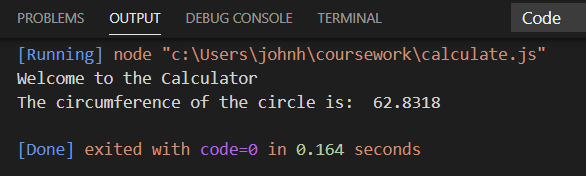 PROBLEMS OUTPUT DEBUG CONSOLE TERMINAL Code
[Running] node "c:\Users\johnh\coursework\calculate.js"
Welcome to the Calculator
The circumference of the circle is:  62.8318
[Done] exited with code=0 in 0.164 seconds